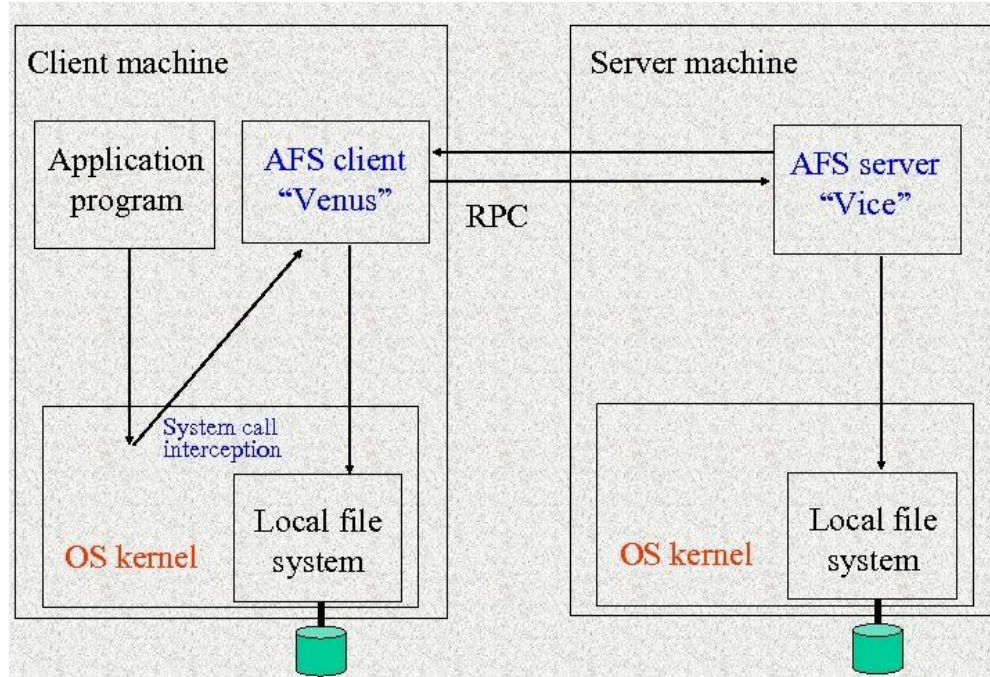 Client machine
Application
program
AFS client
“Venus”
System call
interception
OS kernel
Local file
system
RPC
Server machine
AFS server
“Vice”
OS kernel
Local file
system